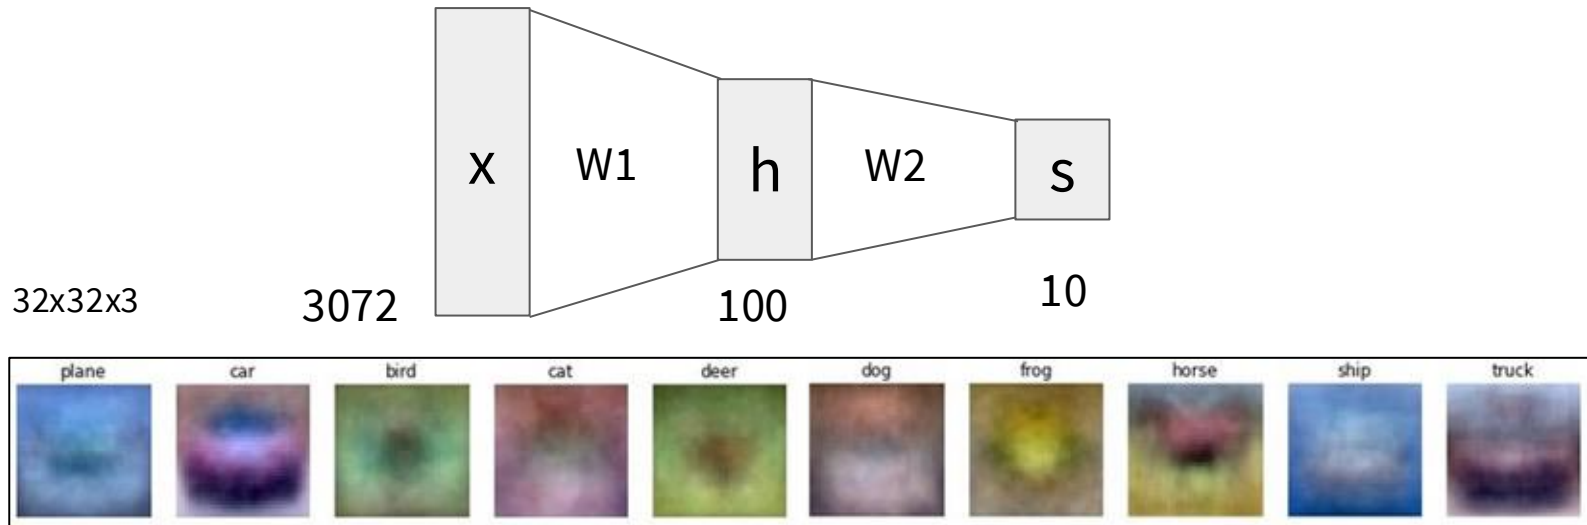 x W1 h W2 s
32x32x3 3072 100 10
plane car bird cat deer dog frog horse ship truck